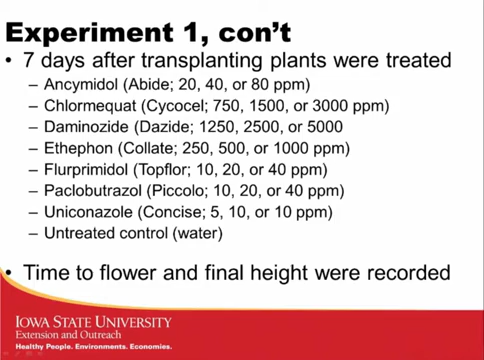 Experiment 1, con’t
• 7 days after transplanting plants were treated
– Ancymidol (Abide; 20, 40, or 80 ppm)
– Chlormequat (Cycocel; 750, 1500, or 3000 ppm)
– Daminozide (Dazide; 1250, 2500, or 5000
– Ethephon (Collate; 250, 500, or 1000 ppm)
– Flurprimidol (Topflor; 10, 20, or 40 ppm)
– Paclobutrazol (Piccolo; 10, 20, or 40 ppm)
– Uniconazole (Concise; 5, 10, or 10 ppm)
– Untreated control (water)
• Time to flower and final height were recorded
IOWA STATE UNIVERSITY
Extension and Outreach
Healthy People. Environments. Economies.